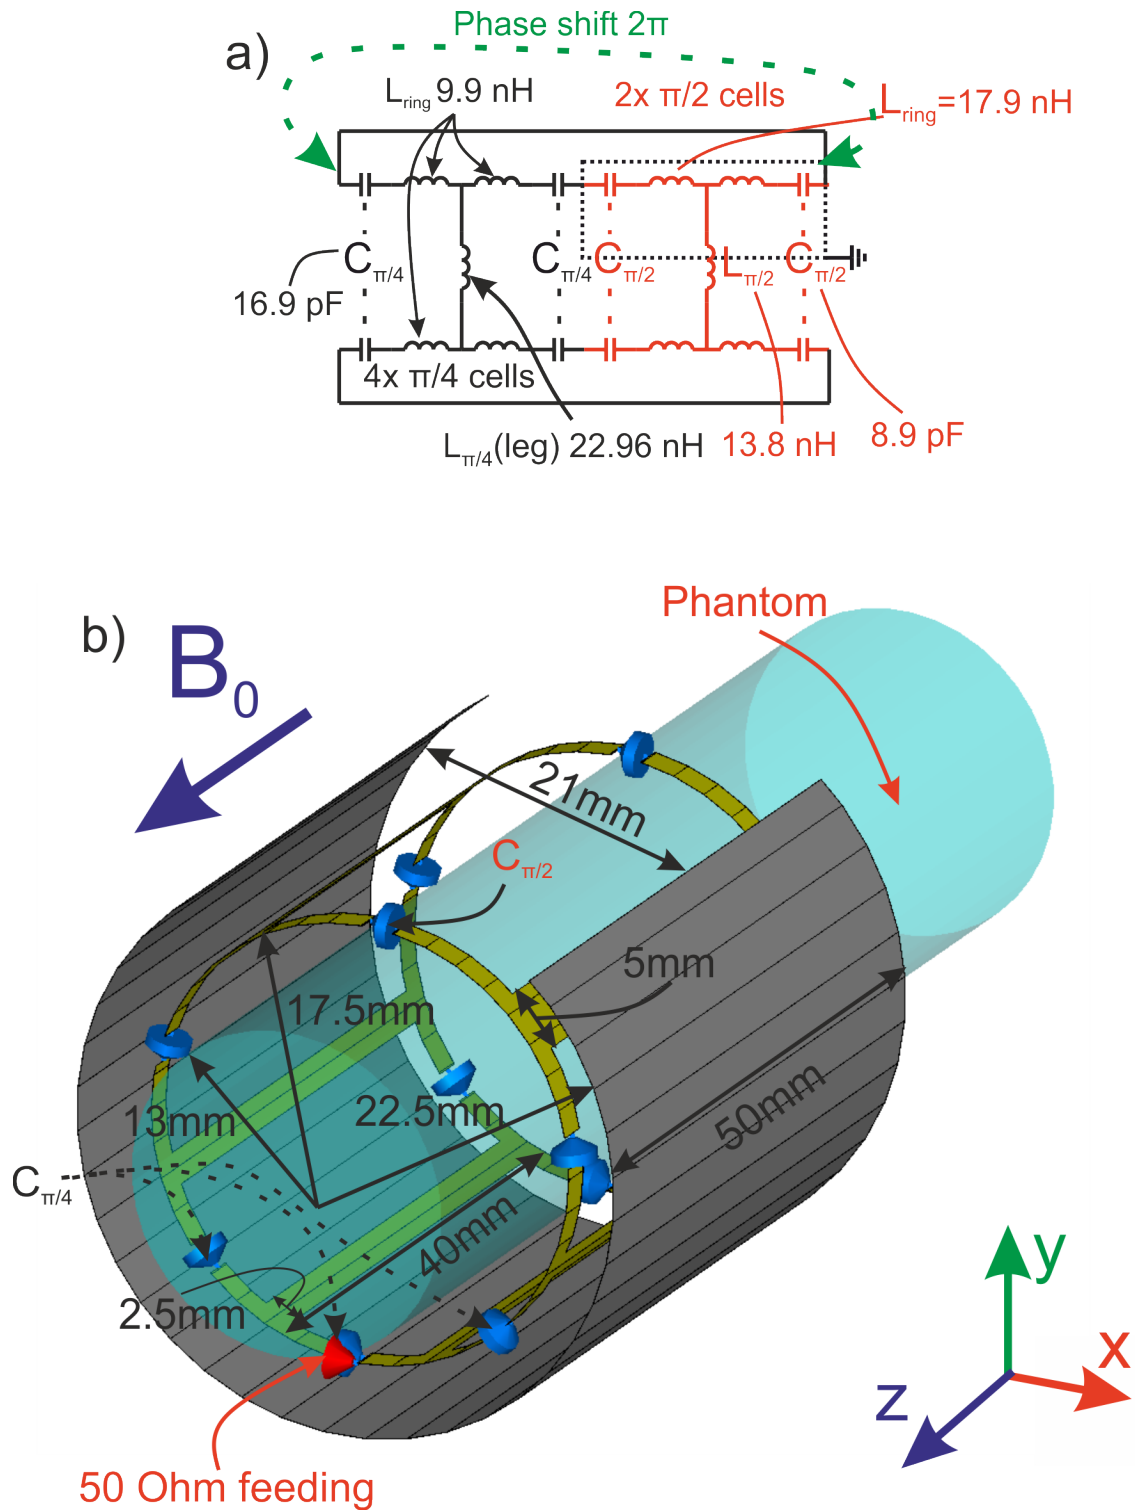 Phase shift 2π
a)
L_ring 9.9 nH
2x π/2 cells
L_ring=17.9 nH
C_π/4
C_π/4
C_π/2
L_π/2
C_π/2
16.9 pF
4x π/4 cells
L_π/4(leg) 22.96 nH
13.8 nH
8.9 pF
Phantom
b)
B_0
21mm
C_π/2
5mm
17.5mm
13mm
22.5mm
50mm
C_π/4
40mm
2.5mm
y
x
z
50 Ohm feeding